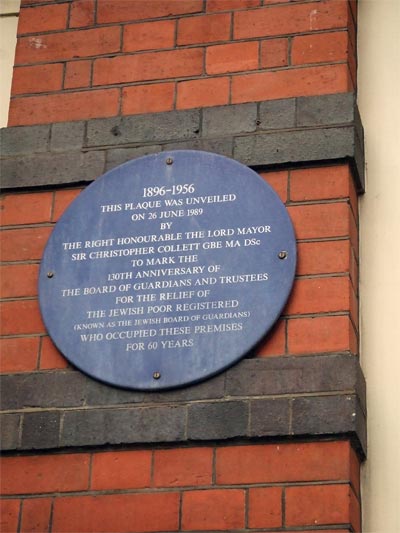 1896-1956
THIS PLAQUE WAS UNVEILED
ON 26 JUNE 1989
BY
THE RIGHT HONOURABLE THE LORD MAYOR
SIR CHRISTOPHER COLLETT GBE MA DSc
TO MARK THE
130TH ANNIVERSARY OF
THE BOARD OF GUARDIANS AND TRUSTEES
FOR THE RELIEF OF
THE JEWISH POOR REGISTERED
(KNOWN AS THE JEWISH BOARD OF GUARDIANS)
WHO OCCUPIED THESE PREMISES
FOR 60 YEARS